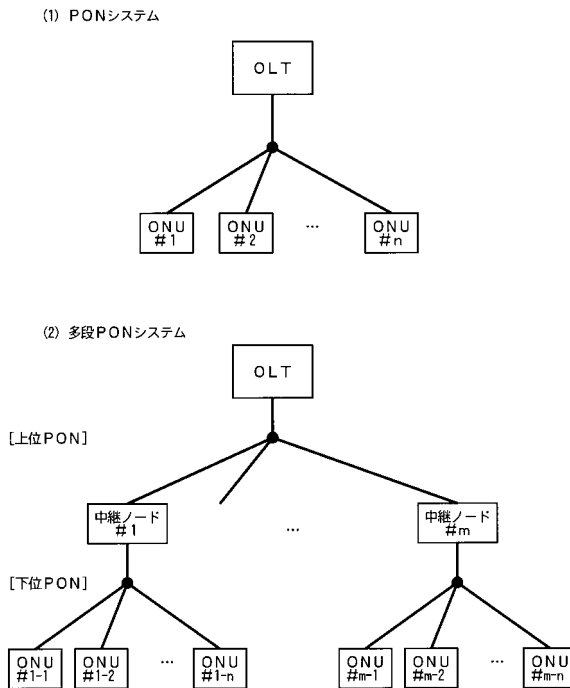 (1) PONシステム
OLT
ONU
#1
ONU
#2
…
ONU
#n
(2) 多段PONシステム
OLT
[上位PON]
中継ノード
#1
…
中継ノード
#m
[下位PON]
ONU
#1-1
ONU
#1-2
…
ONU
#1-n
ONU
#m-1
ONU
#m-2
…
ONU
#m-n